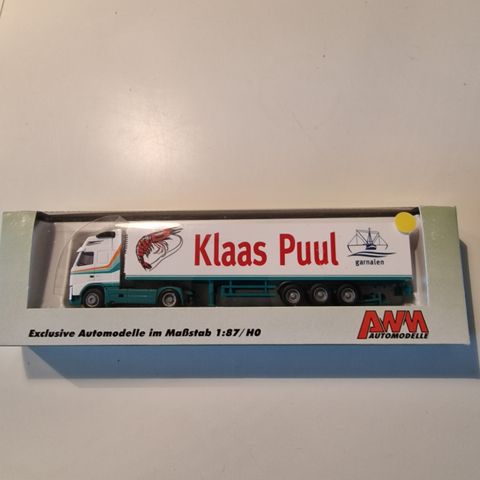 Klaas Puul
garnalen
Exclusive Automodelle im Maßstab 1:87/H0
AWM
AUTOMODELLE